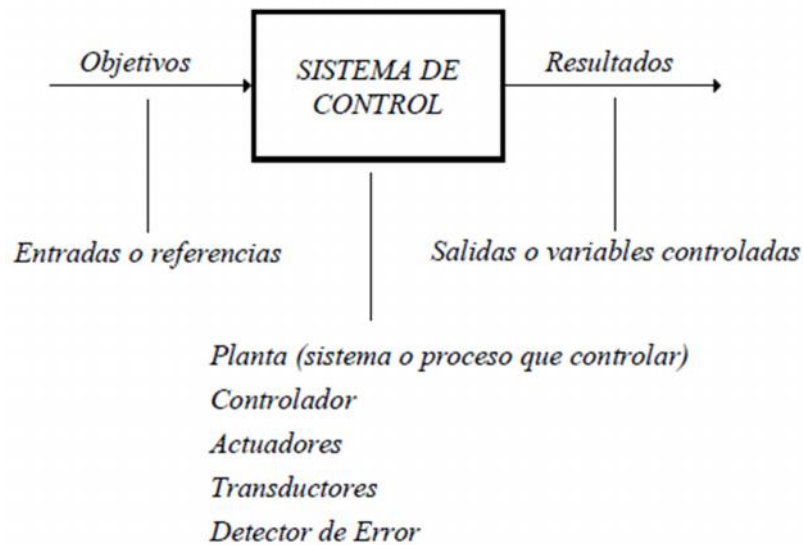 Objetivos
SISTEMA DE
CONTROL
Resultados
Entradas o referencias
Salidas o variables controladas
Planta (sistema o proceso que controlar)
Controlador
Actuadores
Transductores
Detector de Error